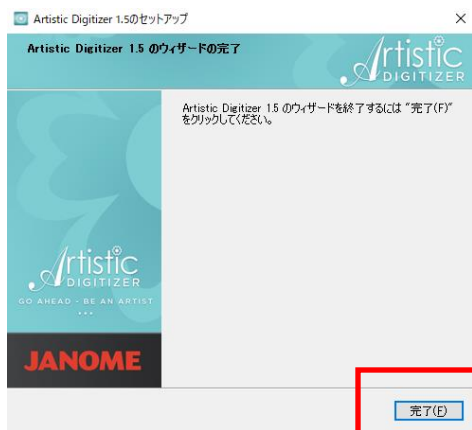 Artistic Digitizer 1.5のセットアップ
Artistic Digitizer 1.5 のウィザードの完了
Artistic
DIGITIZER
Artistic Digitizer 1.5 のウィザードを終了するには “完了(F)”
をクリックしてください。
Artistic
DIGITIZER
GO AHEAD - BE AN ARTIST
...
JANOME
完了(F)